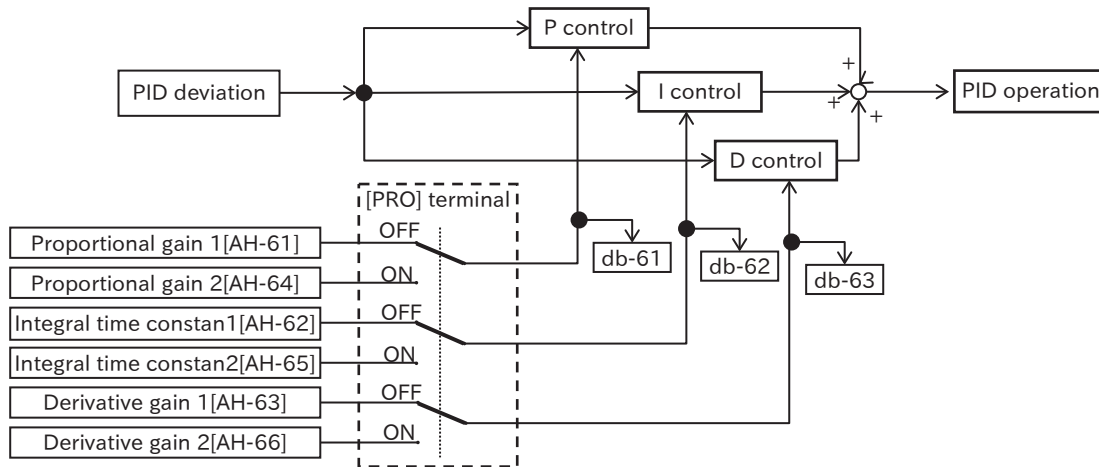 P control
PID deviation
I control
PID operation
+
+
+
D control
[PRO] terminal
Proportional gain 1[AH-61]
OFF
db-61
db-62
db-63
Proportional gain 2[AH-64]
ON
Integral time constan1[AH-62]
OFF
Integral time constan2[AH-65]
ON
Derivative gain 1[AH-63]
OFF
Derivative gain 2[AH-66]
ON